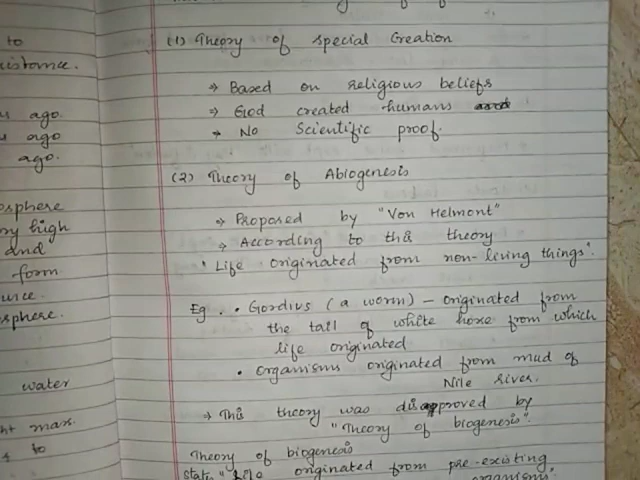 to
(1) Theory of special Creation
→ Based on religious beliefs
→ God created humans
→ No Scientific proof.
ago.
ago
ago.
(2) Theory of Abiogenesis
→ Proposed by "Von Helmont"
→ According to this theory
"Life originated from non-living things".
osphere
ry high
and
form
Eg. • Gordius (a worm) - originated from
the tail of white horse from which
life originated
• Organisms originated from mud of
Nile River.
sphere.
water
→ This theory was disapproved by
"Theory of biogenesis".
max.
to
Theory of biogenesis
states "Life originated from pre-existing
organisms.